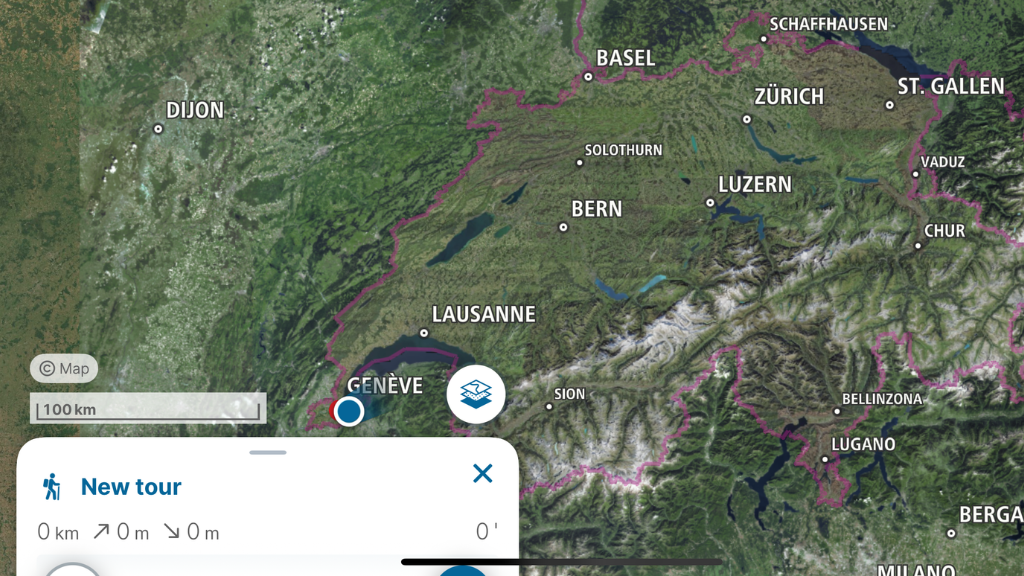 SCHAFFHAUSEN
BASEL
ST. GALLEN
ZÜRICH
DIJON
SOLOTHURN
VADUZ
LUZERN
BERN
CHUR
LAUSANNE
© Map
GENÈVE
SION
BELLINZONA
100 km
LUGANO
New tour
BERGA
0 km 0 m 0 m 0 '
MILANO